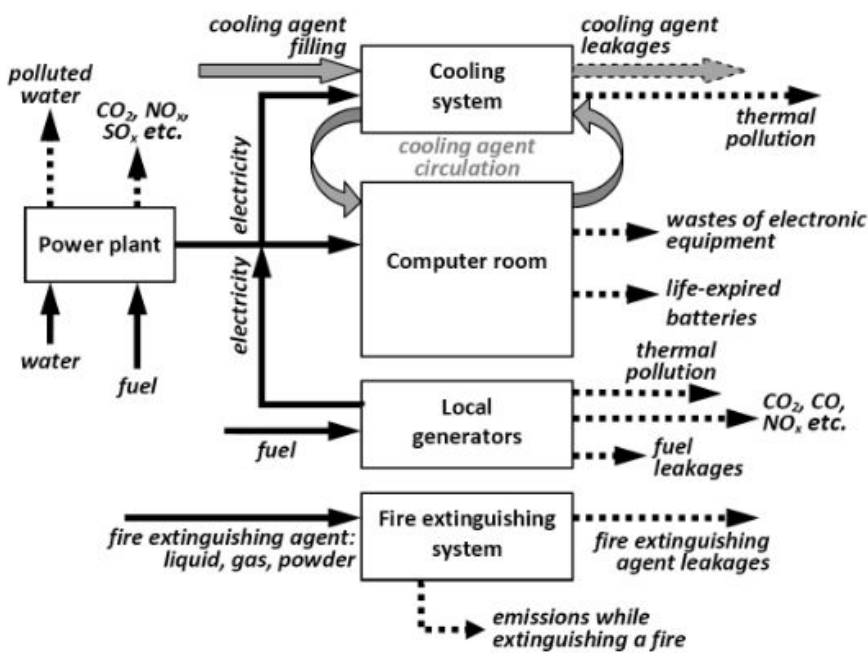 cooling agent
filling
cooling agent
leakages
Cooling
system
polluted
water
CO₂, NOₓ,
SOₓ etc.
thermal
pollution
cooling agent
circulation
electricity
Power plant
wastes of electronic
equipment
Computer room
electricity
life-expired
batteries
water
fuel
thermal
pollution
Local
generators
CO₂, CO,
NOₓ etc.
fuel
fuel
leakages
Fire extinguishing
system
fire extinguishing agent:
liquid, gas, powder
fire extinguishing
agent leakages
emissions while
extinguishing a fire